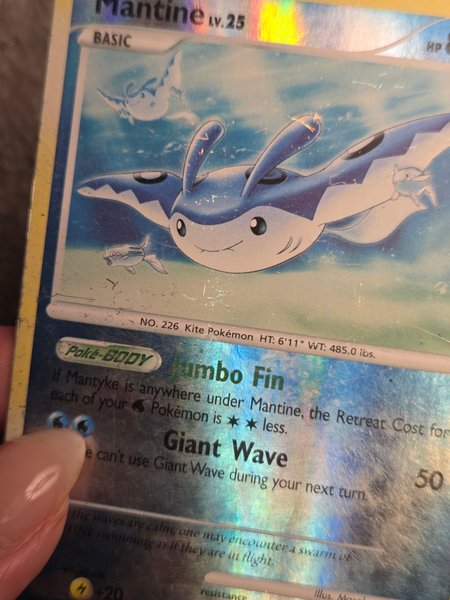 Mantine LV.25
BASIC
HP
NO. 226 Kite Pokémon HT: 6'11" WT: 485.0 lbs.
Poké-BODY Jumbo Fin
If Mantyke is anywhere under Mantine, the Retreat Cost for
each of your Pokémon is less.
Giant Wave 50
can't use Giant Wave during your next turn.
the waves are calm, one may encounter a swarm of
swimming as if they are in flight.
+20
resistance
Illus.